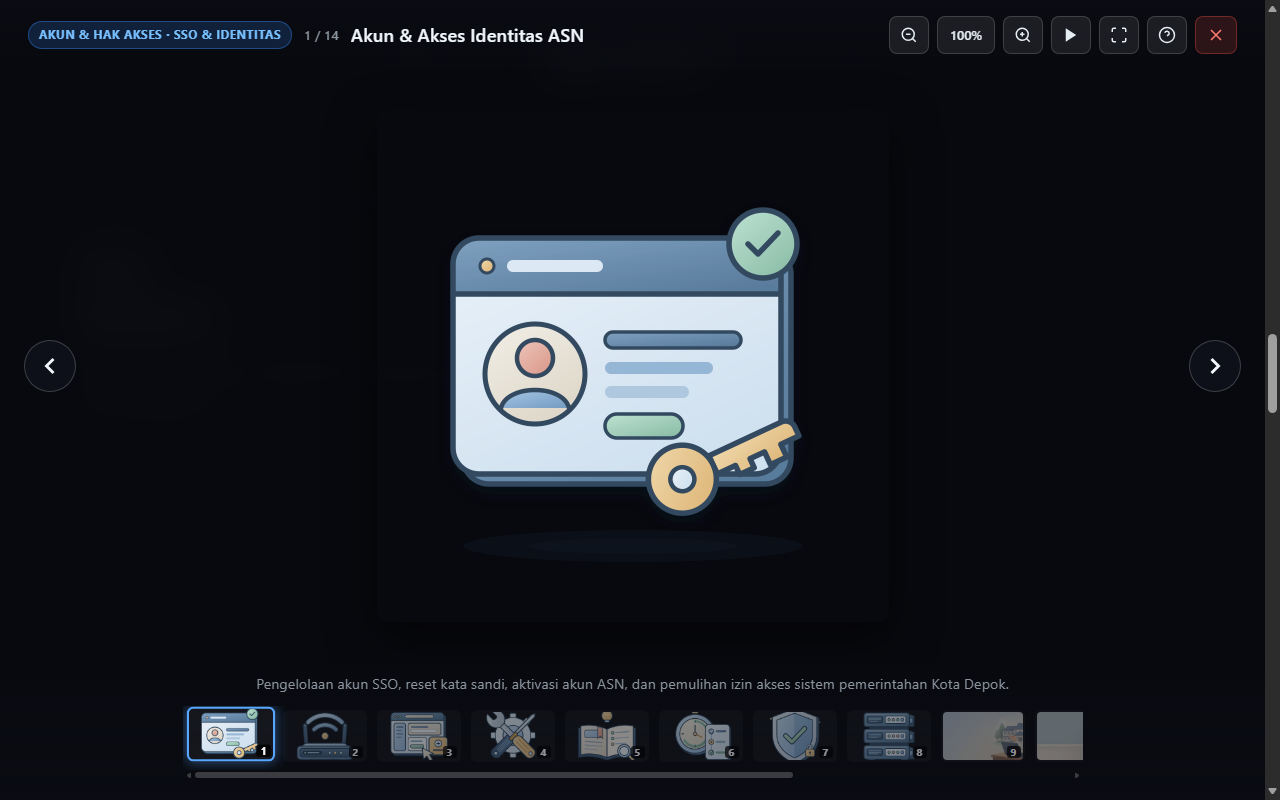 AKUN & HAK AKSES · SSO & IDENTITAS
1 / 14
Akun & Akses Identitas ASN
100%
Pengelolaan akun SSO, reset kata sandi, aktivasi akun ASN, dan pemulihan izin akses sistem pemerintahan Kota Depok.
1
2
3
4
5
6
7
8
9